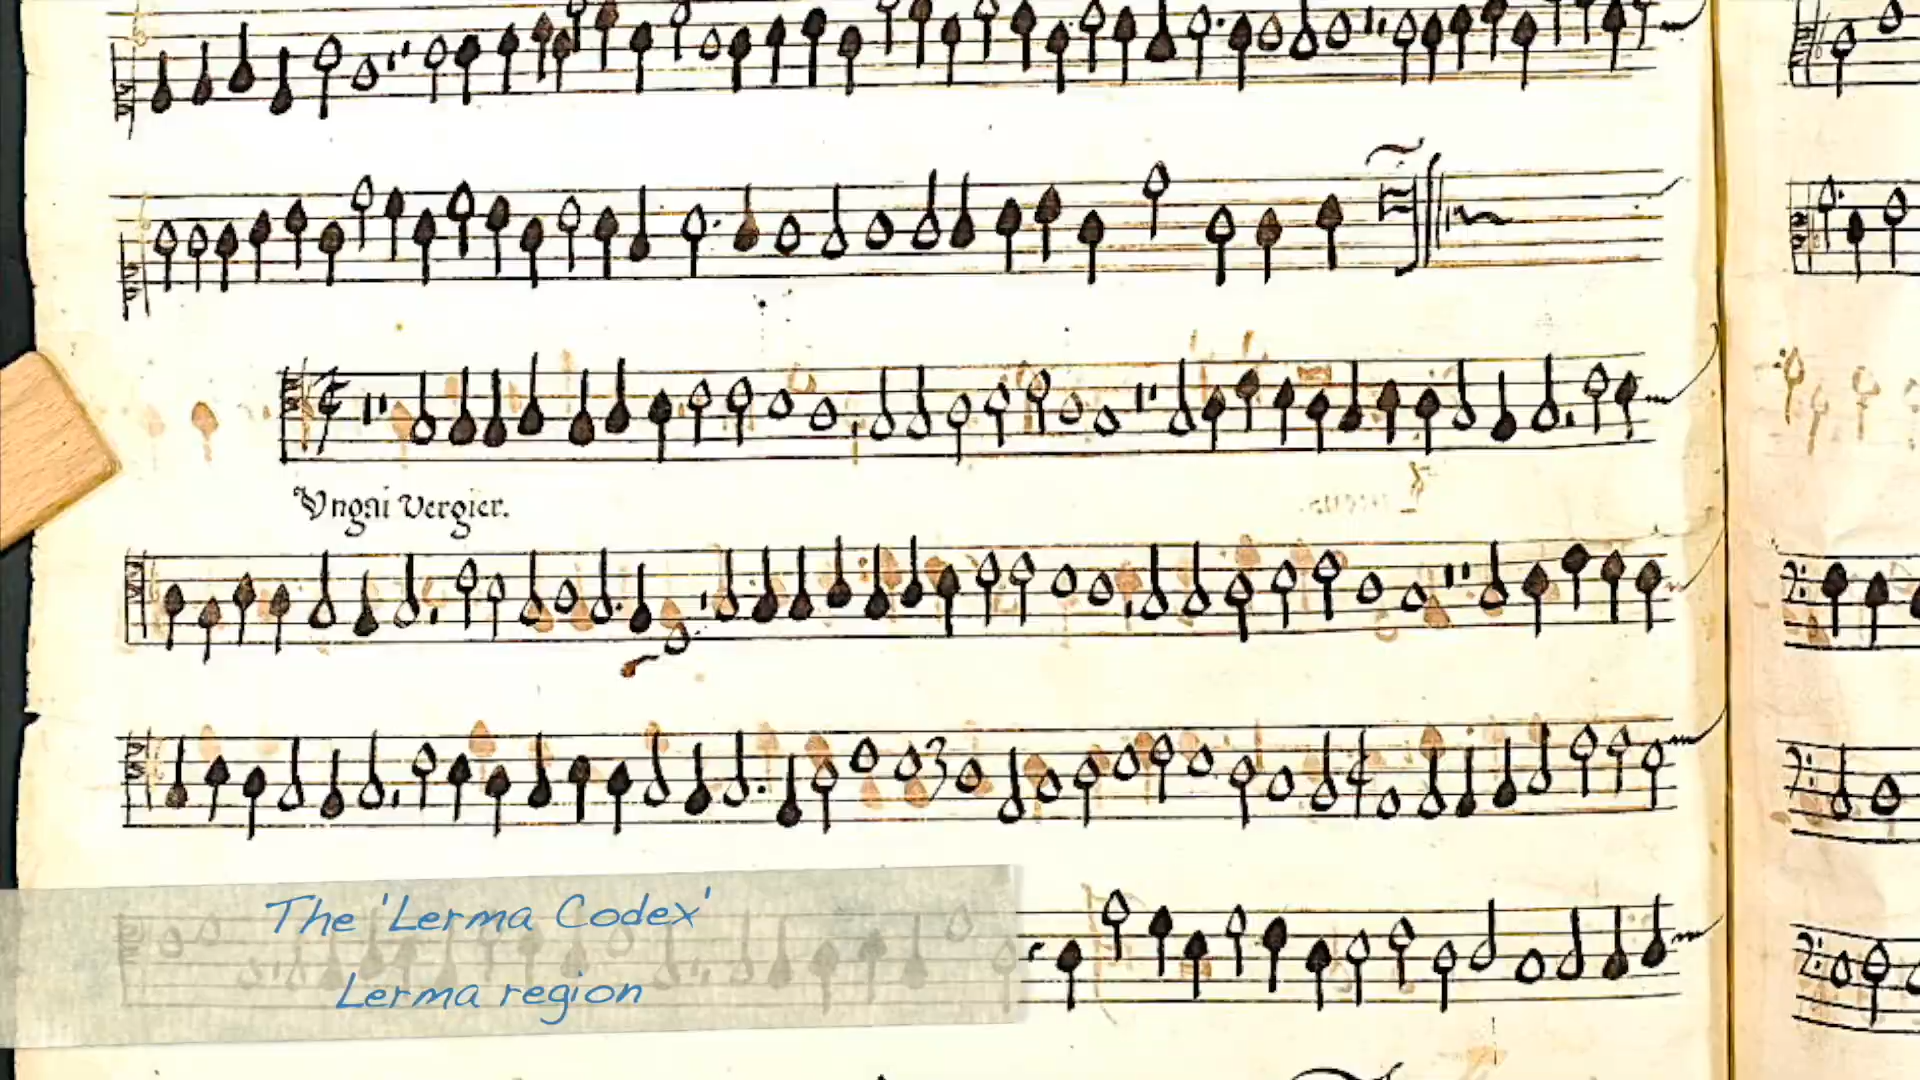 Vngai Vergier.
The 'Lerma Codex'
Lerma region